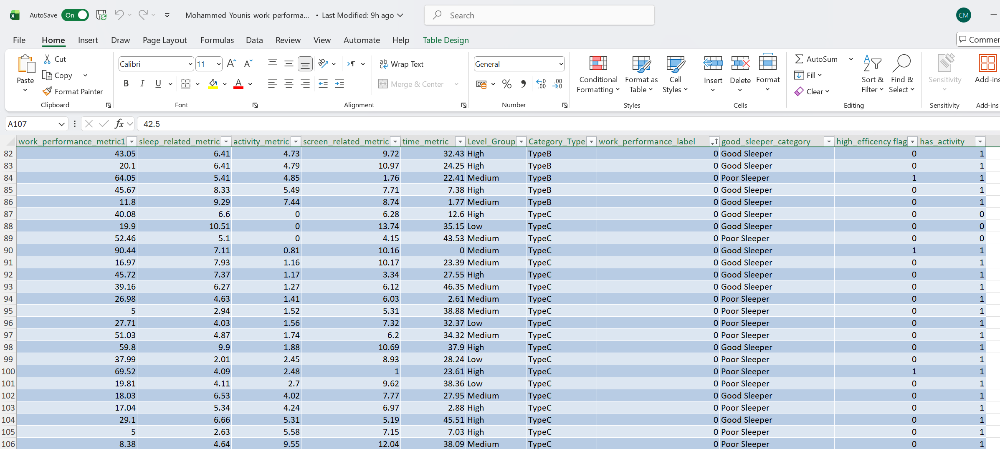 AutoSave On Mohammed_Younis_work_performa... • Last Modified: 9h ago Search CM
File Home Insert Draw Page Layout Formulas Data Review View Automate Help Table Design Commer
Paste Cut Copy Format Painter Clipboard
Calibri 11 B I U A Font
ab Wrap Text Merge & Center Alignment
General % Number
Conditional Formatting Format as Table Cell Styles Styles
Insert Delete Format Cells
AutoSum Fill Clear Sort & Filter Find & Select Editing
Sensitivity Sensitivity
Add-ins Add-ins
A107 fx 42.5
work_performance_metric1 sleep_related_metric activity_metric screen_related_metric time_metric Level_Group Category_Type work_performance_label good_sleeper_category high_efficency flag has_activity
82 43.05 6.41 4.73 9.72 32.43 High TypeB 0 Good Sleeper 0 1
83 20.1 6.41 4.79 10.97 24.25 High TypeB 0 Good Sleeper 0 1
84 64.05 5.41 4.85 1.76 22.41 Medium TypeB 0 Poor Sleeper 1 1
85 45.67 8.33 5.49 7.71 7.38 High TypeB 0 Good Sleeper 0 1
86 11.8 9.29 7.44 8.74 1.77 Medium TypeB 0 Good Sleeper 0 1
87 40.08 6.6 0 6.28 12.6 High TypeC 0 Good Sleeper 0 0
88 19.9 10.51 0 13.74 35.15 Low TypeC 0 Good Sleeper 0 0
89 52.46 5.1 0 4.15 43.53 Medium TypeC 0 Poor Sleeper 0 0
90 90.44 7.11 0.81 10.16 0 Medium TypeC 0 Good Sleeper 1 1
91 16.97 7.93 1.16 10.17 23.39 Medium TypeC 0 Good Sleeper 0 1
92 45.72 7.37 1.17 3.34 27.55 High TypeC 0 Good Sleeper 0 1
93 39.16 6.27 1.27 6.12 46.35 Medium TypeC 0 Good Sleeper 0 1
94 26.98 4.63 1.41 6.03 2.61 Medium TypeC 0 Poor Sleeper 0 1
95 5 2.94 1.52 5.31 38.88 Medium TypeC 0 Poor Sleeper 0 1
96 27.71 4.03 1.56 7.32 32.37 Low TypeC 0 Poor Sleeper 0 1
97 51.03 4.87 1.74 6.2 34.32 Medium TypeC 0 Poor Sleeper 0 1
98 59.8 9.9 1.88 10.69 37.9 High TypeC 0 Good Sleeper 0 1
99 37.99 2.01 2.45 8.93 28.24 Low TypeC 0 Poor Sleeper 0 1
100 69.52 4.09 2.48 1 23.61 High TypeC 0 Poor Sleeper 1 1
101 19.81 4.11 2.7 9.62 38.36 Low TypeC 0 Poor Sleeper 0 1
102 18.03 6.53 4.02 7.77 27.95 Medium TypeC 0 Good Sleeper 0 1
103 17.04 5.34 4.24 6.97 2.88 High TypeC 0 Poor Sleeper 0 1
104 29.1 6.66 5.31 5.19 45.51 High TypeC 0 Good Sleeper 0 1
105 5 2.63 5.58 7.15 7.03 High TypeC 0 Poor Sleeper 0 1
106 8.38 4.64 9.55 12.04 38.09 Medium TypeC 0 Poor Sleeper 0 1